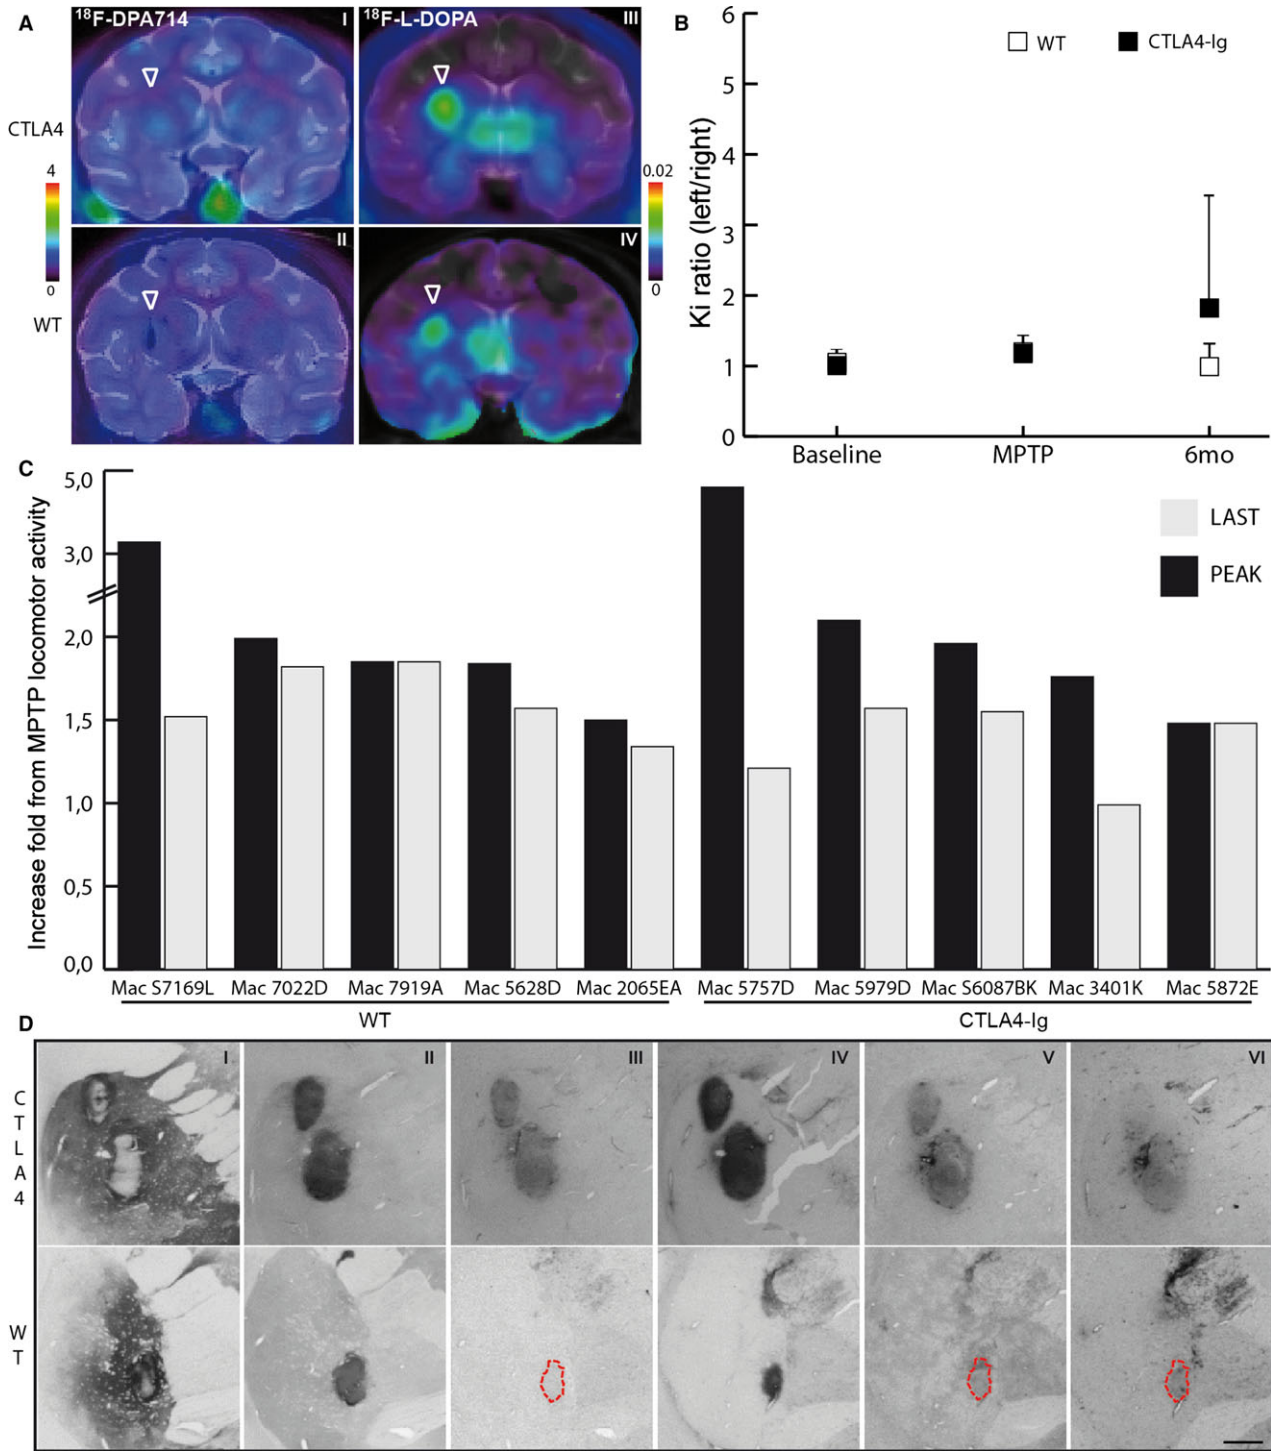 A
18F-DPA714
I
18F-L-DOPA
III
CTLA4
4
0
0.02
0
II
IV
WT
B
WT
CTLA4-Ig
Ki ratio (left/right)
6
5
4
3
2
1
0
Baseline
MPTP
6mo
C
Increase fold from MPTP locomotor activity
5,0
3,0
2,0
1,5
1,0
0,5
0,0
LAST
PEAK
Mac S7169L
Mac 7022D
Mac 7919A
Mac 5628D
Mac 2065EA
Mac 5757D
Mac 5979D
Mac S6087BK
Mac 3401K
Mac 5872E
WT
CTLA4-Ig
D
I
II
III
IV
V
VI
CTLA4
WT